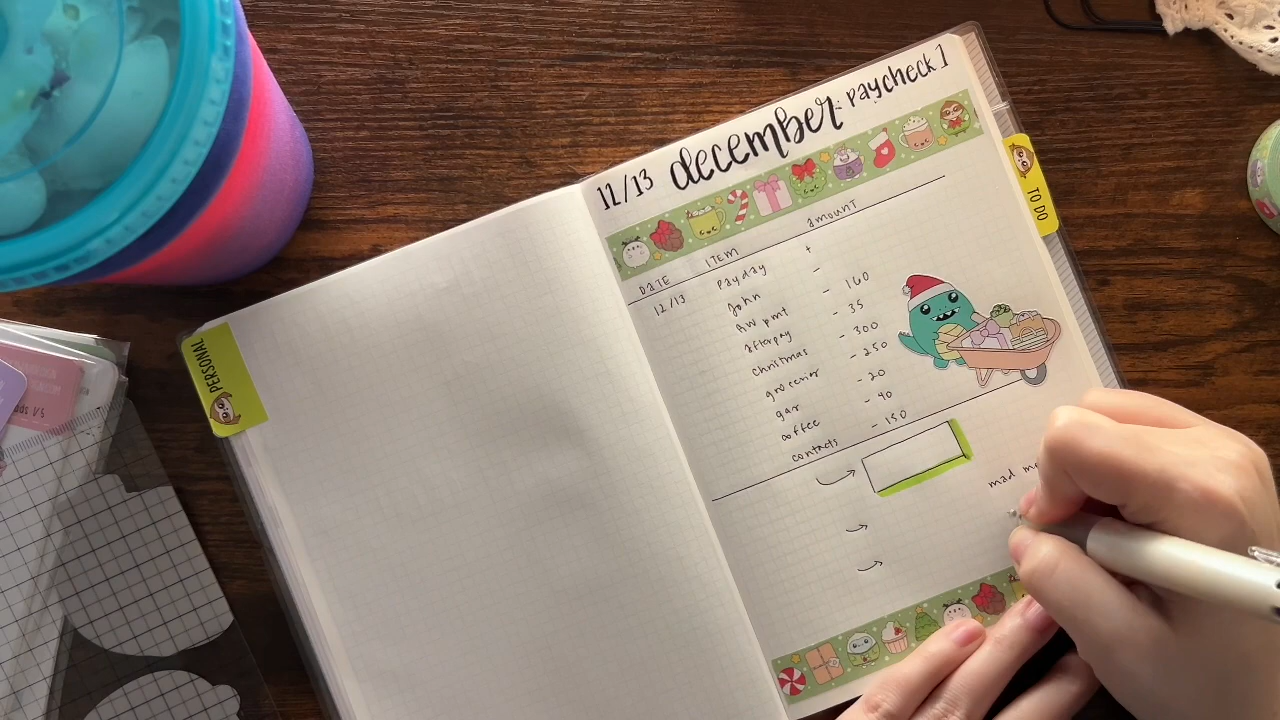 12/13 december: paycheck 1
DATE ITEM amount
12/13 payday +
John -
AW pmt - 160
afterpay - 35
christmas - 300
groceries - 250
gas - 20
coffee - 40
contacts - 150
mad
TO DO
PERSONAL